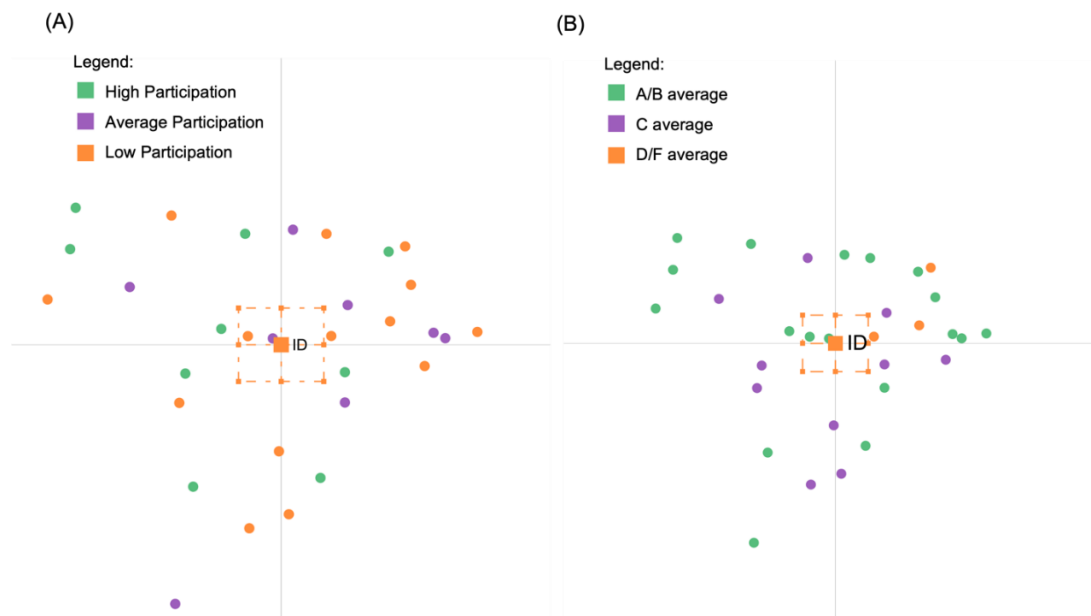 (A)
Legend:
High Participation
Average Participation
Low Participation
ID
(B)
Legend:
A/B average
C average
D/F average
ID